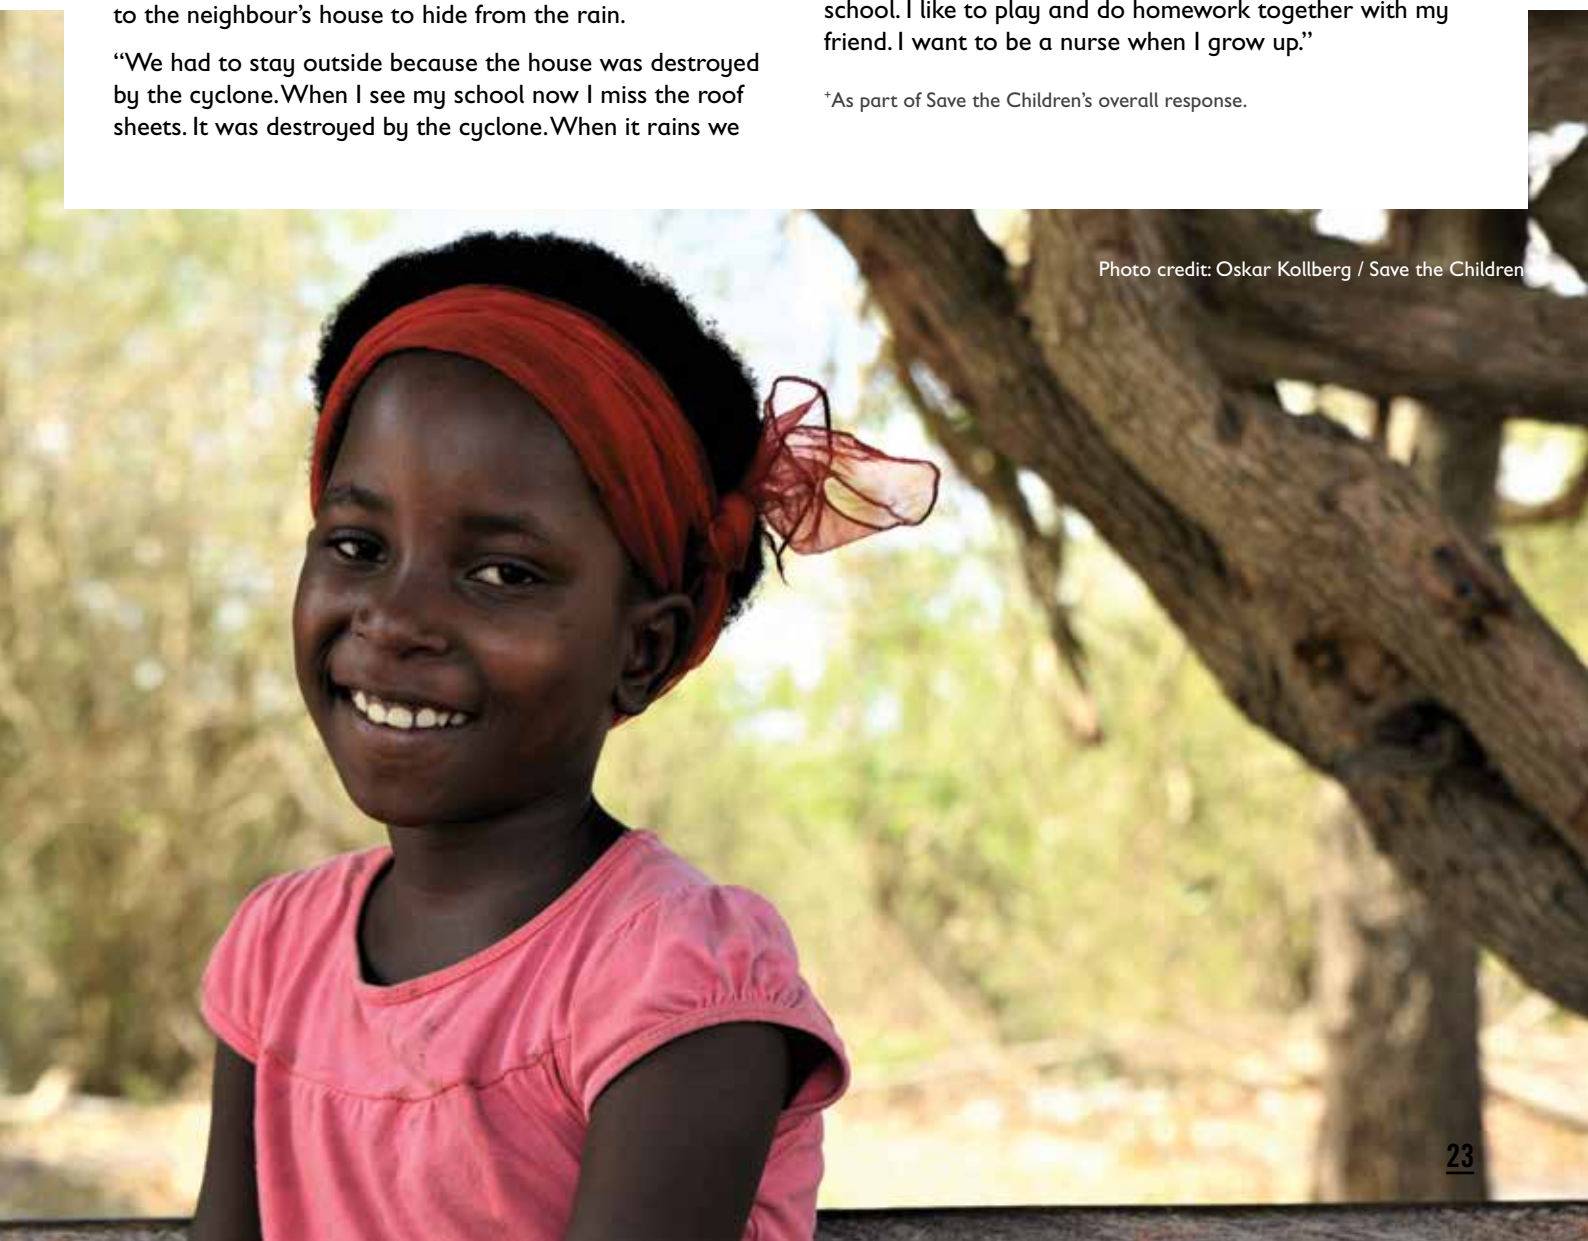 to the neighbour’s house to hide from the rain.
“We had to stay outside because the house was destroyed
by the cyclone. When I see my school now I miss the roof
sheets. It was destroyed by the cyclone. When it rains we
school. I like to play and do homework together with my
friend. I want to be a nurse when I grow up.”
+As part of Save the Children’s overall response.
Photo credit: Oskar Kollberg / Save the Children
23